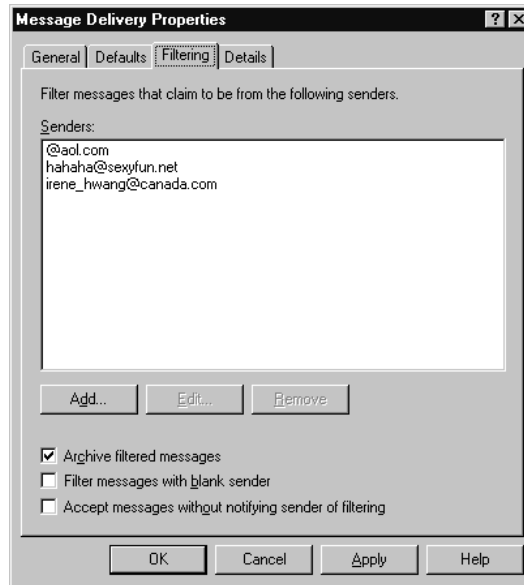 Message Delivery Properties
General Defaults Filtering Details
Filter messages that claim to be from the following senders.
Senders:
@aol.com
hahaha@sexyfun.net
irene_hwang@canada.com
Add... Edit... Remove
Archive filtered messages
Filter messages with blank sender
Accept messages without notifying sender of filtering
OK Cancel Apply Help